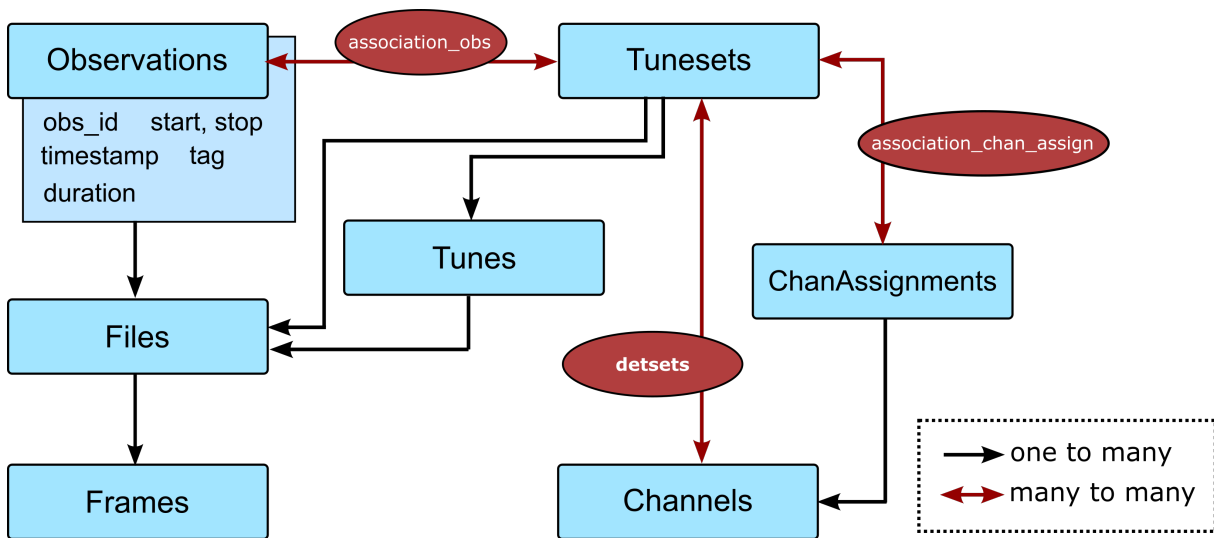 Observations
association_obs
Tunesets
obs_id start, stop
timestamp tag
duration
association_chan_assign
Tunes
ChanAssignments
Files
detsets
Frames
Channels
one to many
many to many